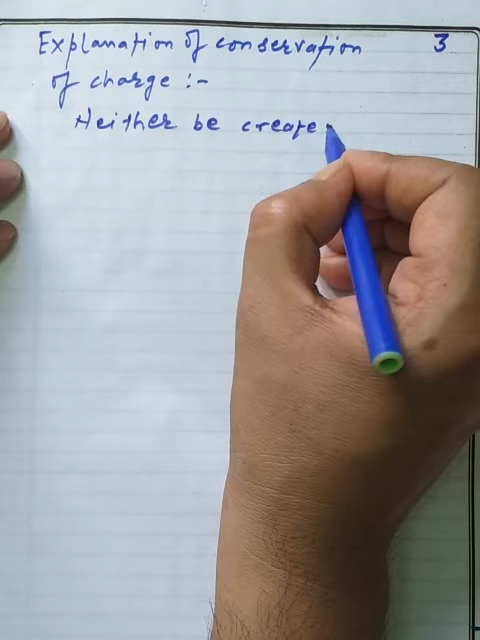 Explanation of conservation 3
of charge :-
Neither be create